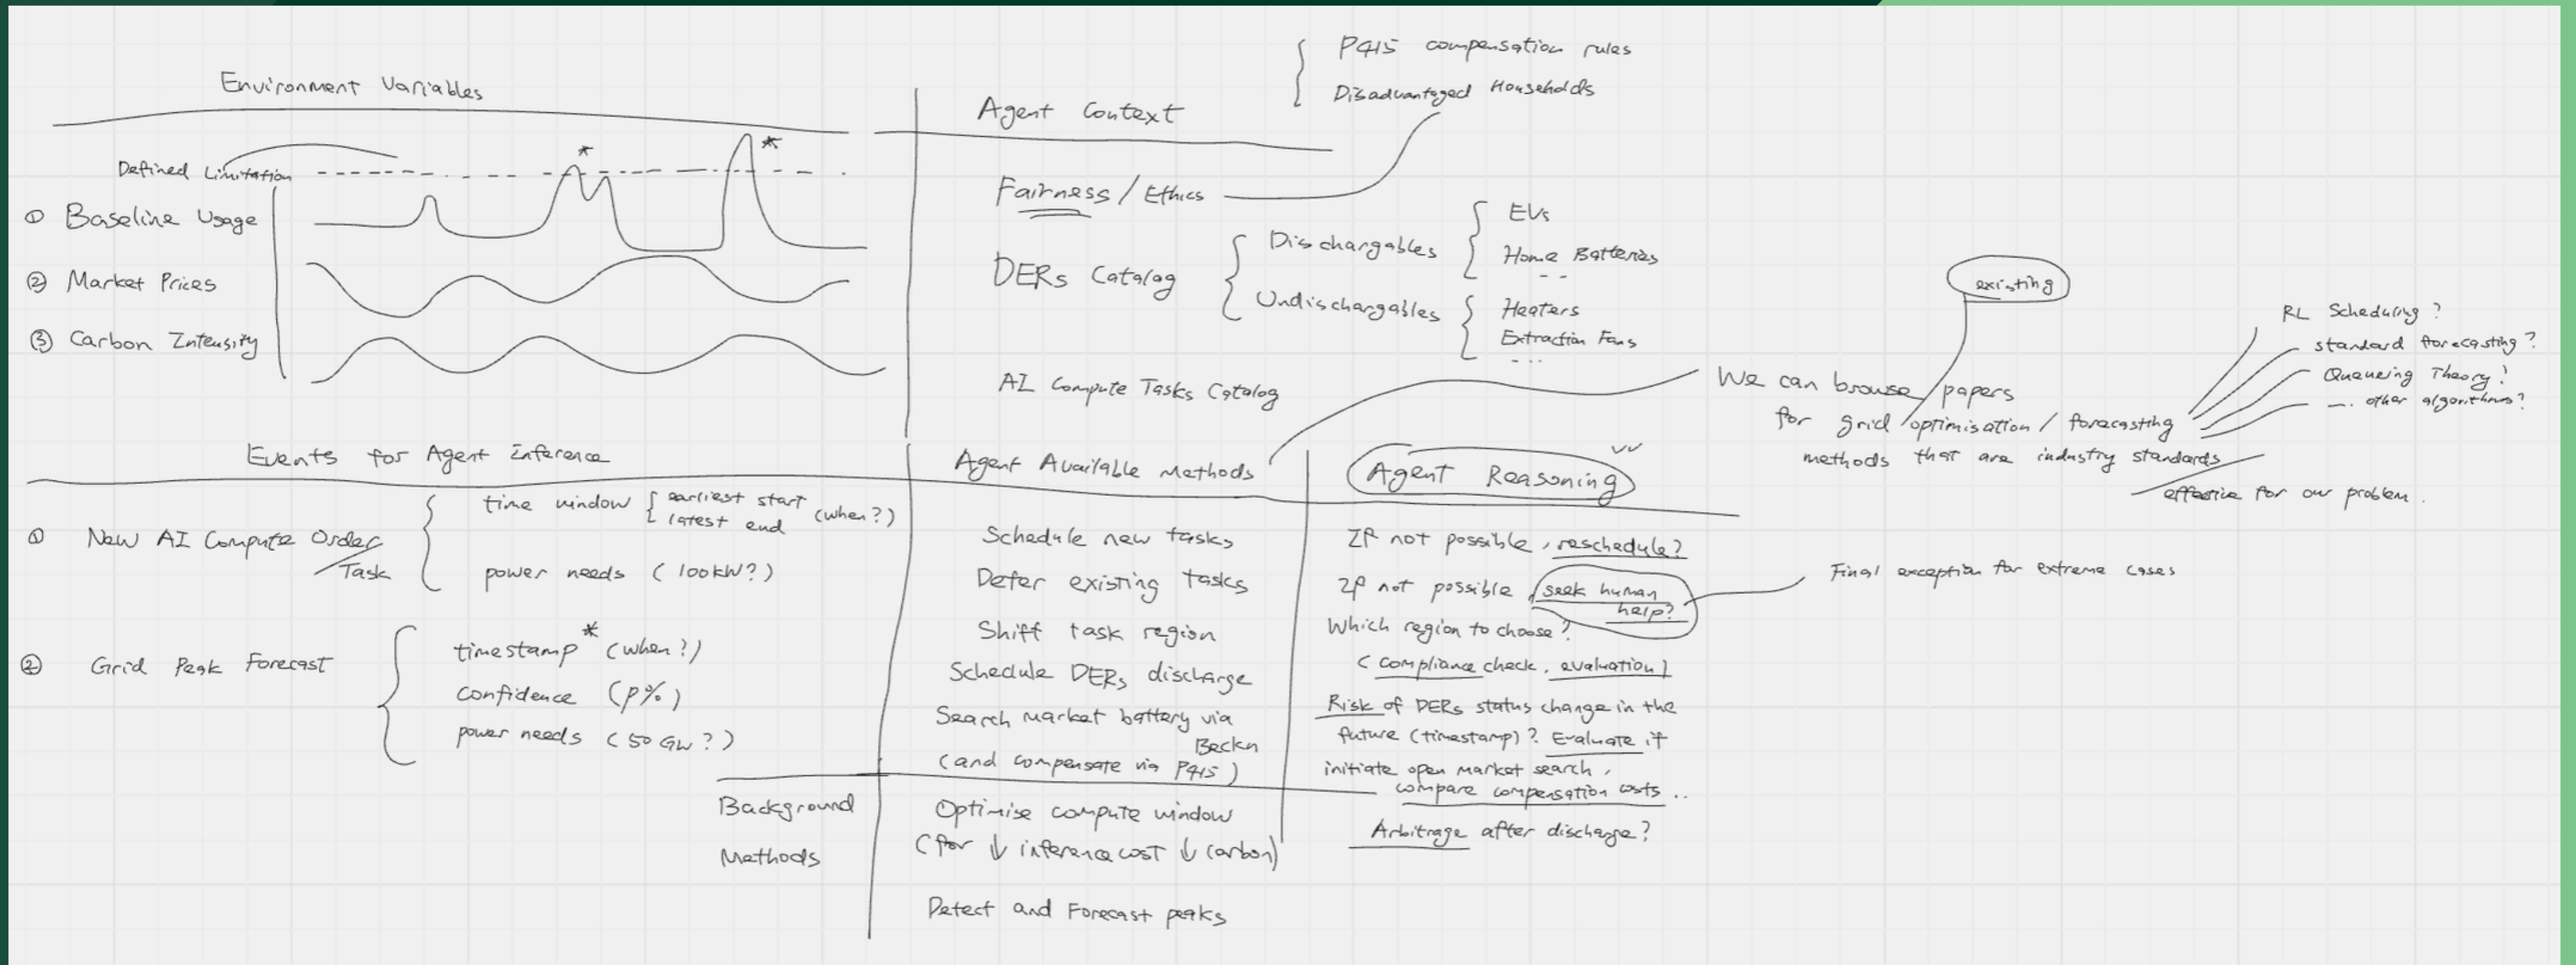 Environment Variables
Defined Limitation
① Baseline Usage
② Market Prices
③ Carbon Intensity
*
*
Agent Context
P415 compensation rules
Disadvantaged Households
Fairness / Ethics
DERs Catalog
Dischargables
EVs
Home Batteries
Undischargables
Heaters
Extraction Fans
AI Compute Tasks Catalog
existing
We can browse papers
for grid optimisation / forecasting
methods that are industry standards
effective for our problem.
RL Scheduling?
standard forecasting?
Queueing Theory?
... other algorithms?
Events for Agent Inference
① New AI Compute Order
/ Task
time window { earliest start
latest end (when?)
power needs (100kW?)
② Grid Peak Forecast
timestamp* (when?)
confidence (p%)
power needs (50 GW?)
Agent Available Methods
Schedule new tasks
Defer existing tasks
Shift task region
Schedule DERs discharge
Search market battery via
Beckn
(and compensate via P415)
Background
Methods
Optimise compute window
(for ↓ inference cost ↓ carbon)
Detect and Forecast peaks
Agent Reasoning
If not possible, reschedule?
If not possible, seek human
help?
Final exception for extreme cases
Which region to choose?
(compliance check, evaluation)
Risk of DERs status change in the
future (timestamp)? Evaluate if
initiate open market search,
compare compensation costs..
Arbitrage after discharge?